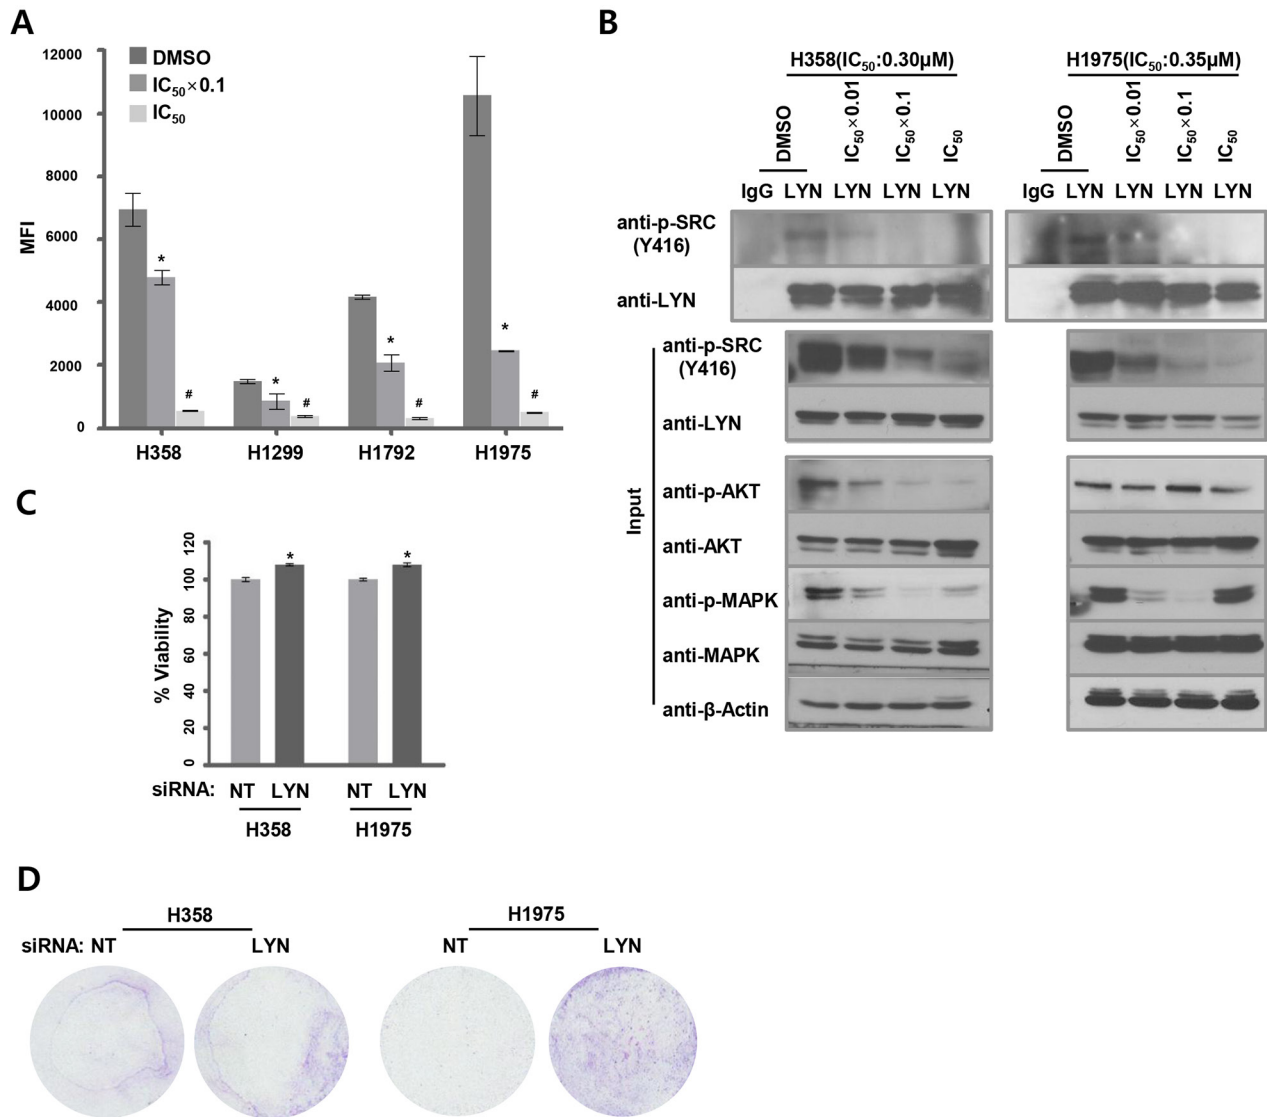 A
12000
10000
8000
6000
4000
2000
0
MFI
DMSO
IC50×0.1
IC50
*
#
*
#
*
#
*
#
H358
H1299
H1792
H1975
B
H358(IC50:0.30µM)
H1975(IC50:0.35µM)
DMSO
IC50×0.01
IC50×0.1
IC50
DMSO
IC50×0.01
IC50×0.1
IC50
IgG LYN LYN LYN LYN
IgG LYN LYN LYN LYN
anti-p-SRC
(Y416)
anti-LYN
Input
anti-p-SRC
(Y416)
anti-LYN
anti-p-AKT
anti-AKT
anti-p-MAPK
anti-MAPK
anti-β-Actin
C
120
100
80
60
40
20
0
% Viability
*
*
siRNA: NT LYN NT LYN
H358 H1975
D
H358 H1975
siRNA: NT LYN NT LYN